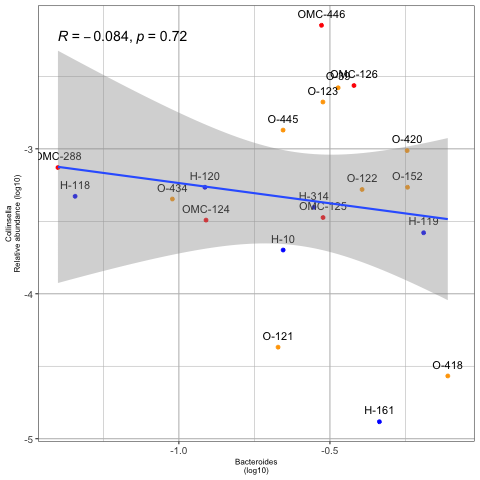 OMC-446
R = −0.084, p = 0.72
OMC-126
O-123
O-445
O-420
OMC-288
H-120
O-122
O-152
H-118
O-434
H-314
OMC-124
OMC-125
H-119
H-10
O-121
O-418
H-161
-3
-4
-5
-1.0
-0.5
Collinsella
Relative abundance (log10)
Bacteroides
(log10)